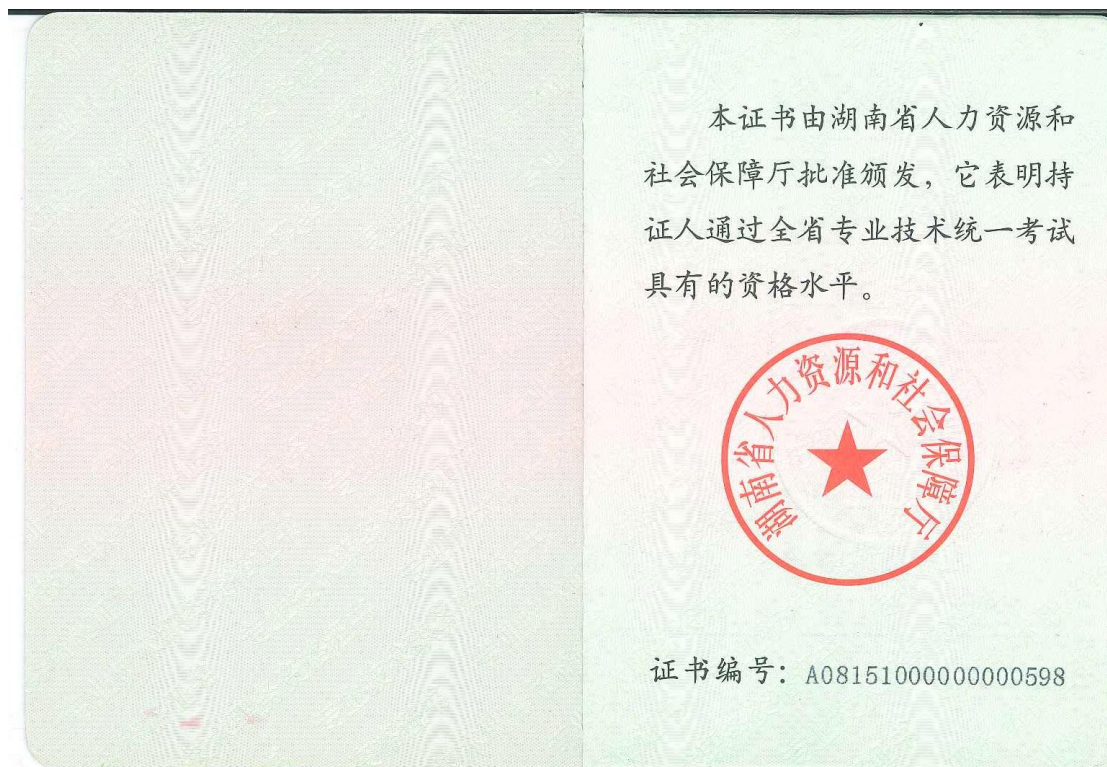 本证书由湖南省人力资源和
社会保障厅批准颁发，它表明持
证人通过全省专业技术统一考试
具有的资格水平。
湖南省人力资源和社会保障厅
证书编号：A08151000000000598